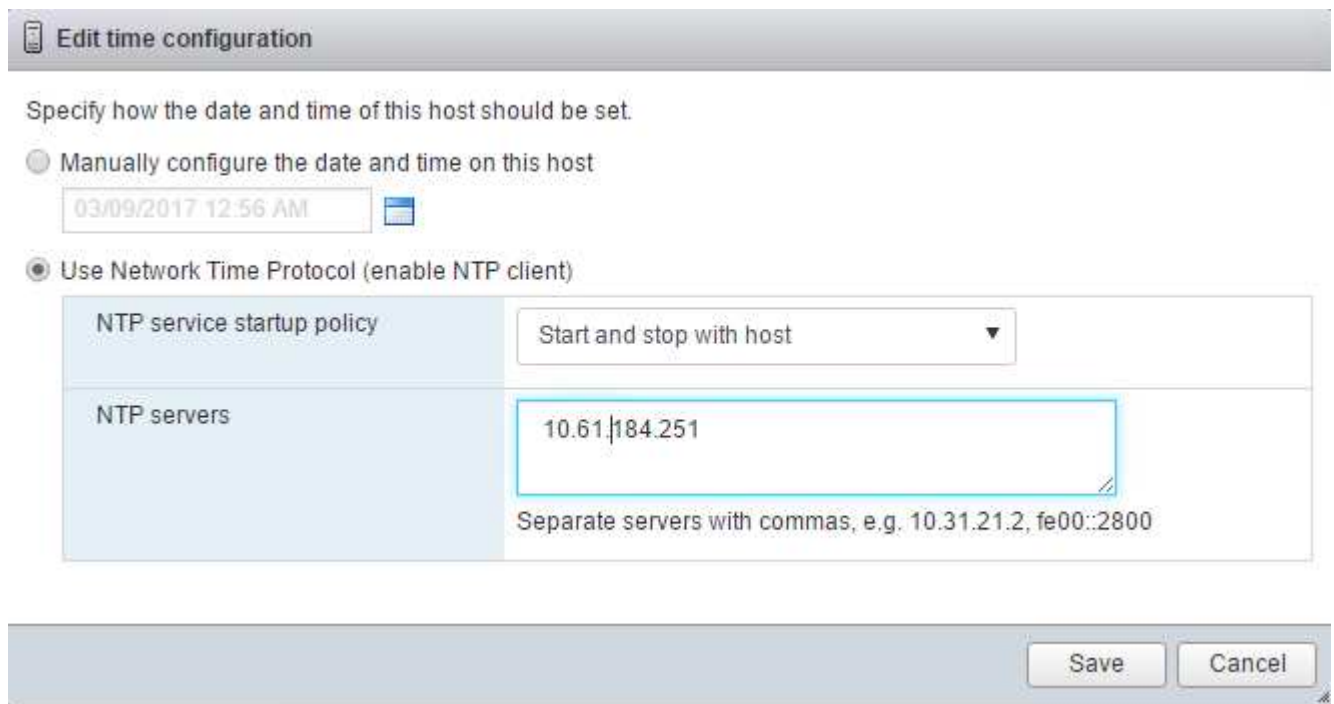 Edit time configuration
Specify how the date and time of this host should be set.
Manually configure the date and time on this host
03/09/2017 12:56 AM
Use Network Time Protocol (enable NTP client)
NTP service startup policy
Start and stop with host
NTP servers
10.61.184.251
Separate servers with commas, e.g. 10.31.21.2, fe00::2800
Save
Cancel